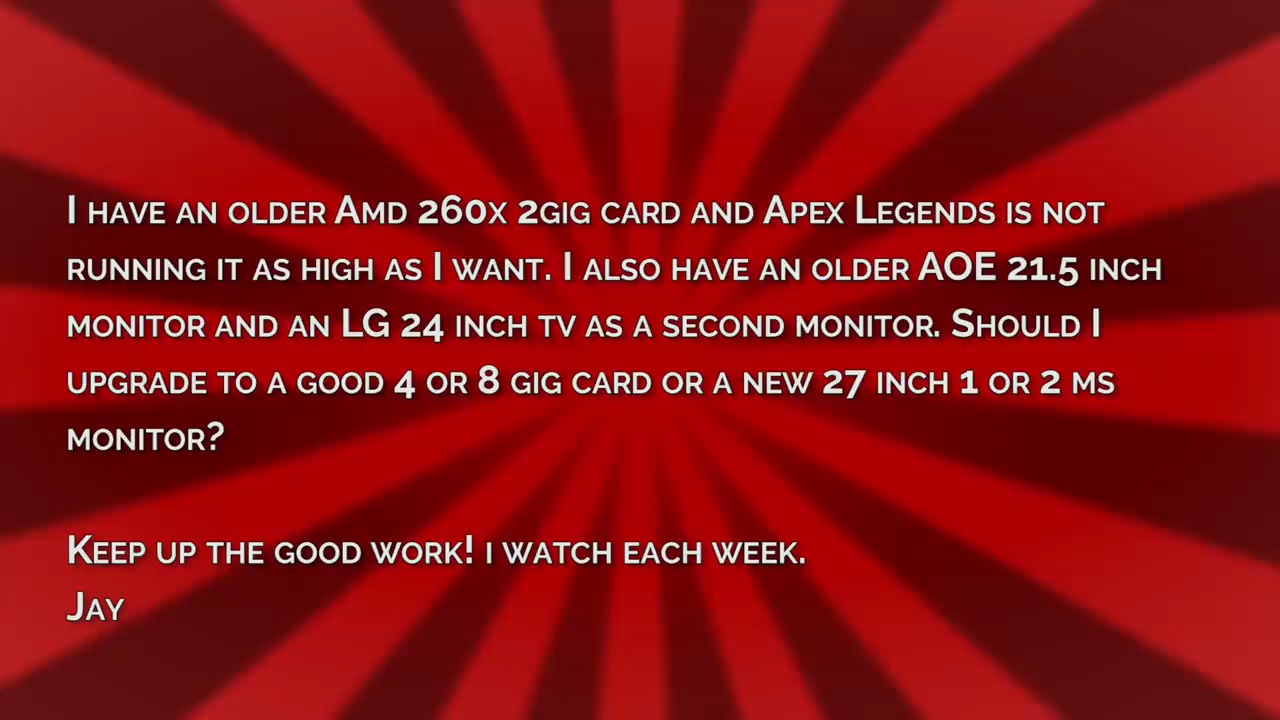 I have an older Amd 260x 2gig card and Apex Legends is not
running it as high as I want. I also have an older AOE 21.5 inch
monitor and an LG 24 inch tv as a second monitor. Should I
upgrade to a good 4 or 8 gig card or a new 27 inch 1 or 2 ms
monitor?
Keep up the good work! i watch each week.
Jay